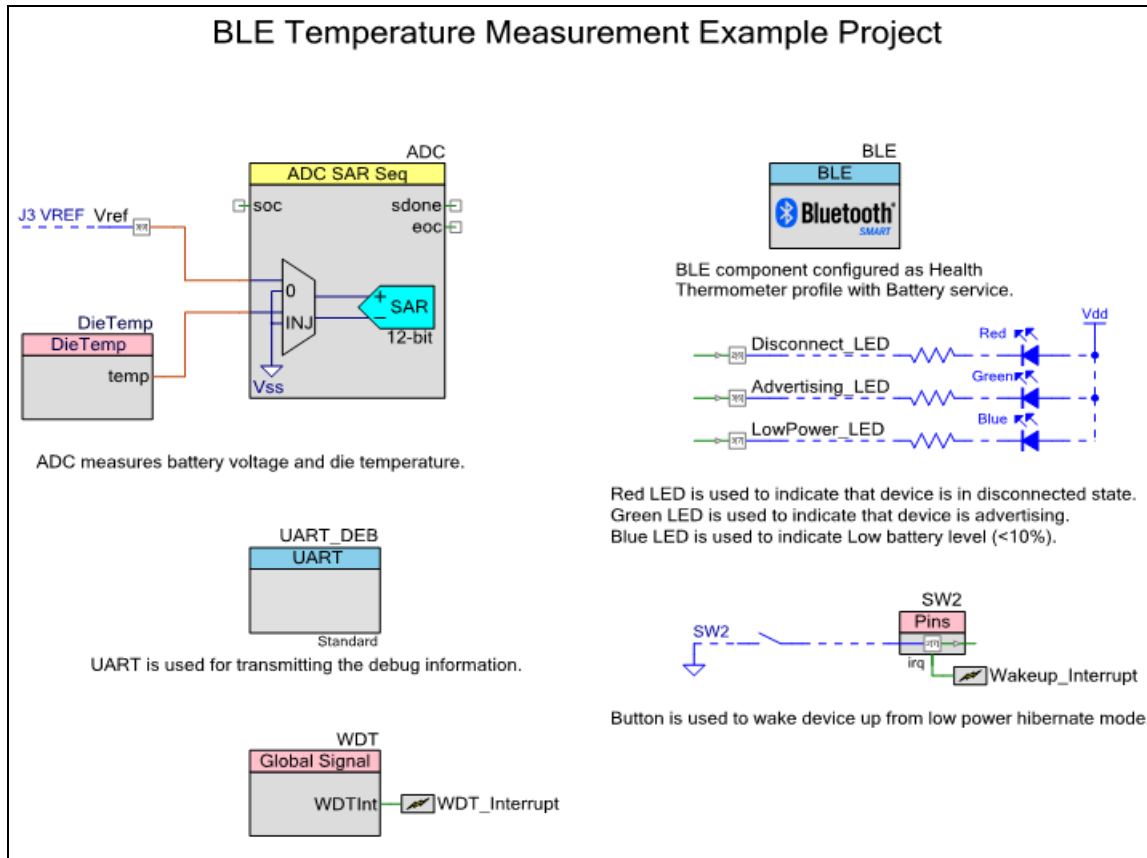 BLE Temperature Measurement Example Project
ADC
ADC SAR Seq
soc
sdone
eoc
J3 VREF
Vref
0
INJ
+
SAR
−
12-bit
Vss
DieTemp
DieTemp
temp
ADC measures battery voltage and die temperature.
UART_DEB
UART
Standard
UART is used for transmitting the debug information.
WDT
Global Signal
WDTInt
WDT_Interrupt
BLE
BLE
Bluetooth®
SMART
BLE component configured as Health
Thermometer profile with Battery service.
Vdd
Disconnect_LED
Red
Advertising_LED
Green
LowPower_LED
Blue
Red LED is used to indicate that device is in disconnected state.
Green LED is used to indicate that device is advertising.
Blue LED is used to indicate Low battery level (<10%).
SW2
Pins
SW2
irq
Wakeup_Interrupt
Button is used to wake device up from low power hibernate mode